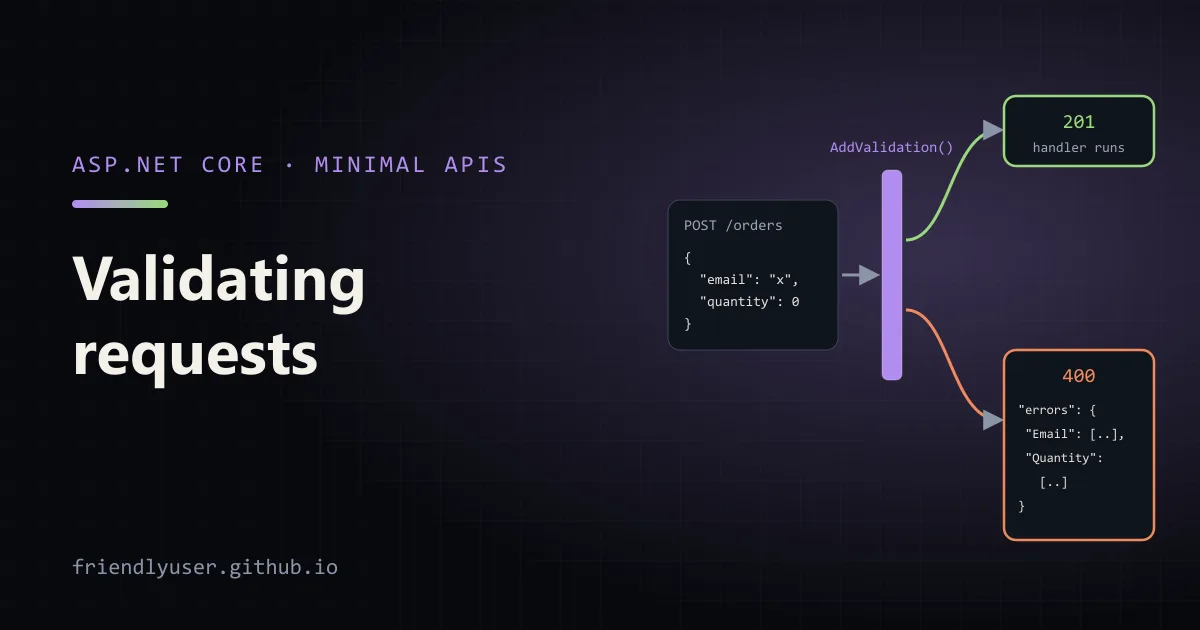 ASP.NET CORE · MINIMAL APIS
Validating
requests
friendlyuser.github.io
POST /orders
{
"email": "x",
"quantity": 0
}
AddValidation()
201
handler runs
400
"errors": {
"Email": [..],
"Quantity":
[..]
}